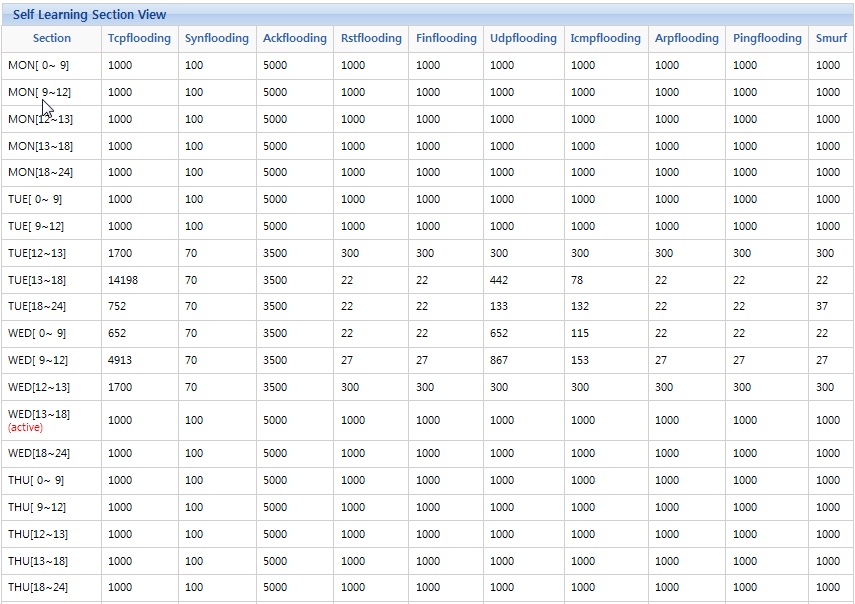 Self Learning Section View
Section Tcpflooding Synflooding Ackflooding Rstflooding Finflooding Udpflooding Icmpflooding Arpflooding Pingflooding Smurf
MON[ 0~ 9] 1000 100 5000 1000 1000 1000 1000 1000 1000 1000
MON[ 9~12] 1000 100 5000 1000 1000 1000 1000 1000 1000 1000
MON[12~13] 1000 100 5000 1000 1000 1000 1000 1000 1000 1000
MON[13~18] 1000 100 5000 1000 1000 1000 1000 1000 1000 1000
MON[18~24] 1000 100 5000 1000 1000 1000 1000 1000 1000 1000
TUE[ 0~ 9] 1000 100 5000 1000 1000 1000 1000 1000 1000 1000
TUE[ 9~12] 1000 100 5000 1000 1000 1000 1000 1000 1000 1000
TUE[12~13] 1700 70 3500 300 300 300 300 300 300 300
TUE[13~18] 14198 70 3500 22 22 442 78 22 22 22
TUE[18~24] 752 70 3500 22 22 133 132 22 22 37
WED[ 0~ 9] 652 70 3500 22 22 652 115 22 22 22
WED[ 9~12] 4913 70 3500 27 27 867 153 27 27 27
WED[12~13] 1700 70 3500 300 300 300 300 300 300 300
WED[13~18] 1000 100 5000 1000 1000 1000 1000 1000 1000 1000
(active)
WED[18~24] 1000 100 5000 1000 1000 1000 1000 1000 1000 1000
THU[ 0~ 9] 1000 100 5000 1000 1000 1000 1000 1000 1000 1000
THU[ 9~12] 1000 100 5000 1000 1000 1000 1000 1000 1000 1000
THU[12~13] 1000 100 5000 1000 1000 1000 1000 1000 1000 1000
THU[13~18] 1000 100 5000 1000 1000 1000 1000 1000 1000 1000
THU[18~24] 1000 100 5000 1000 1000 1000 1000 1000 1000 1000